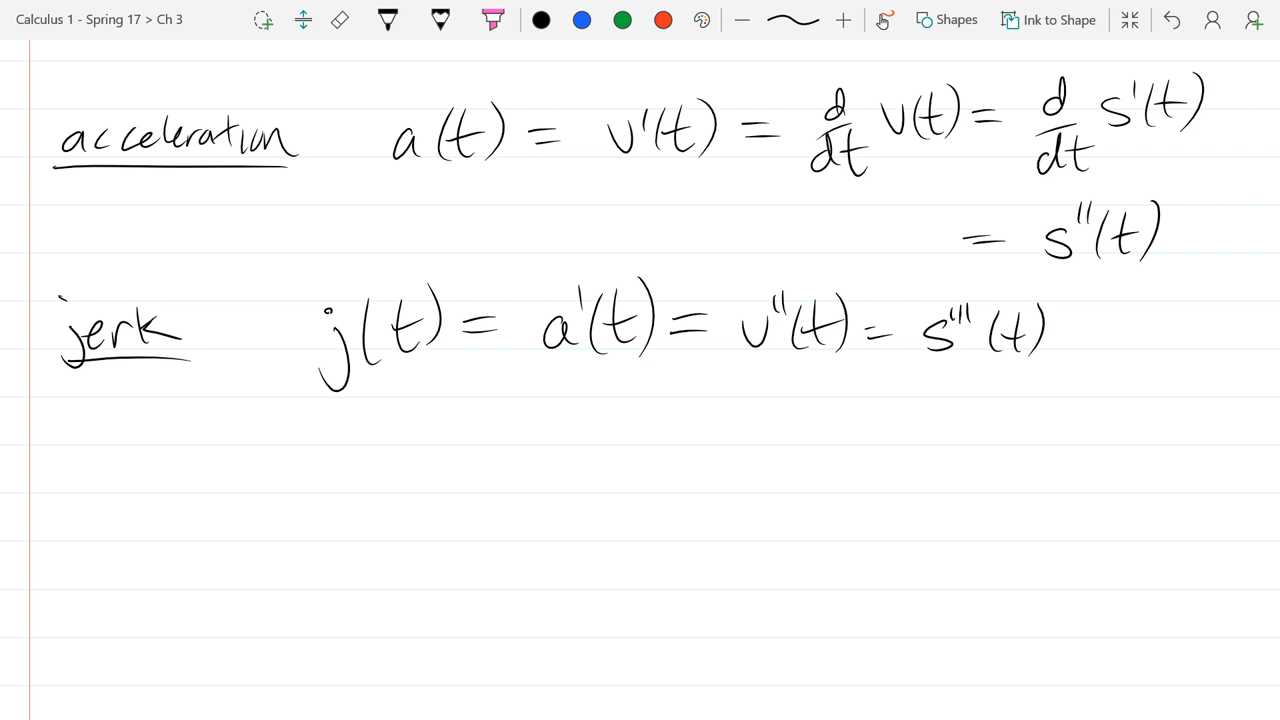 Calculus 1 - Spring 17 > Ch 3 Shapes Ink to Shape
acceleration a(t) = v'(t) = d/dt v(t) = d/dt s'(t)
= s''(t)
jerk j(t) = a'(t) = v''(t) = s'''(t)